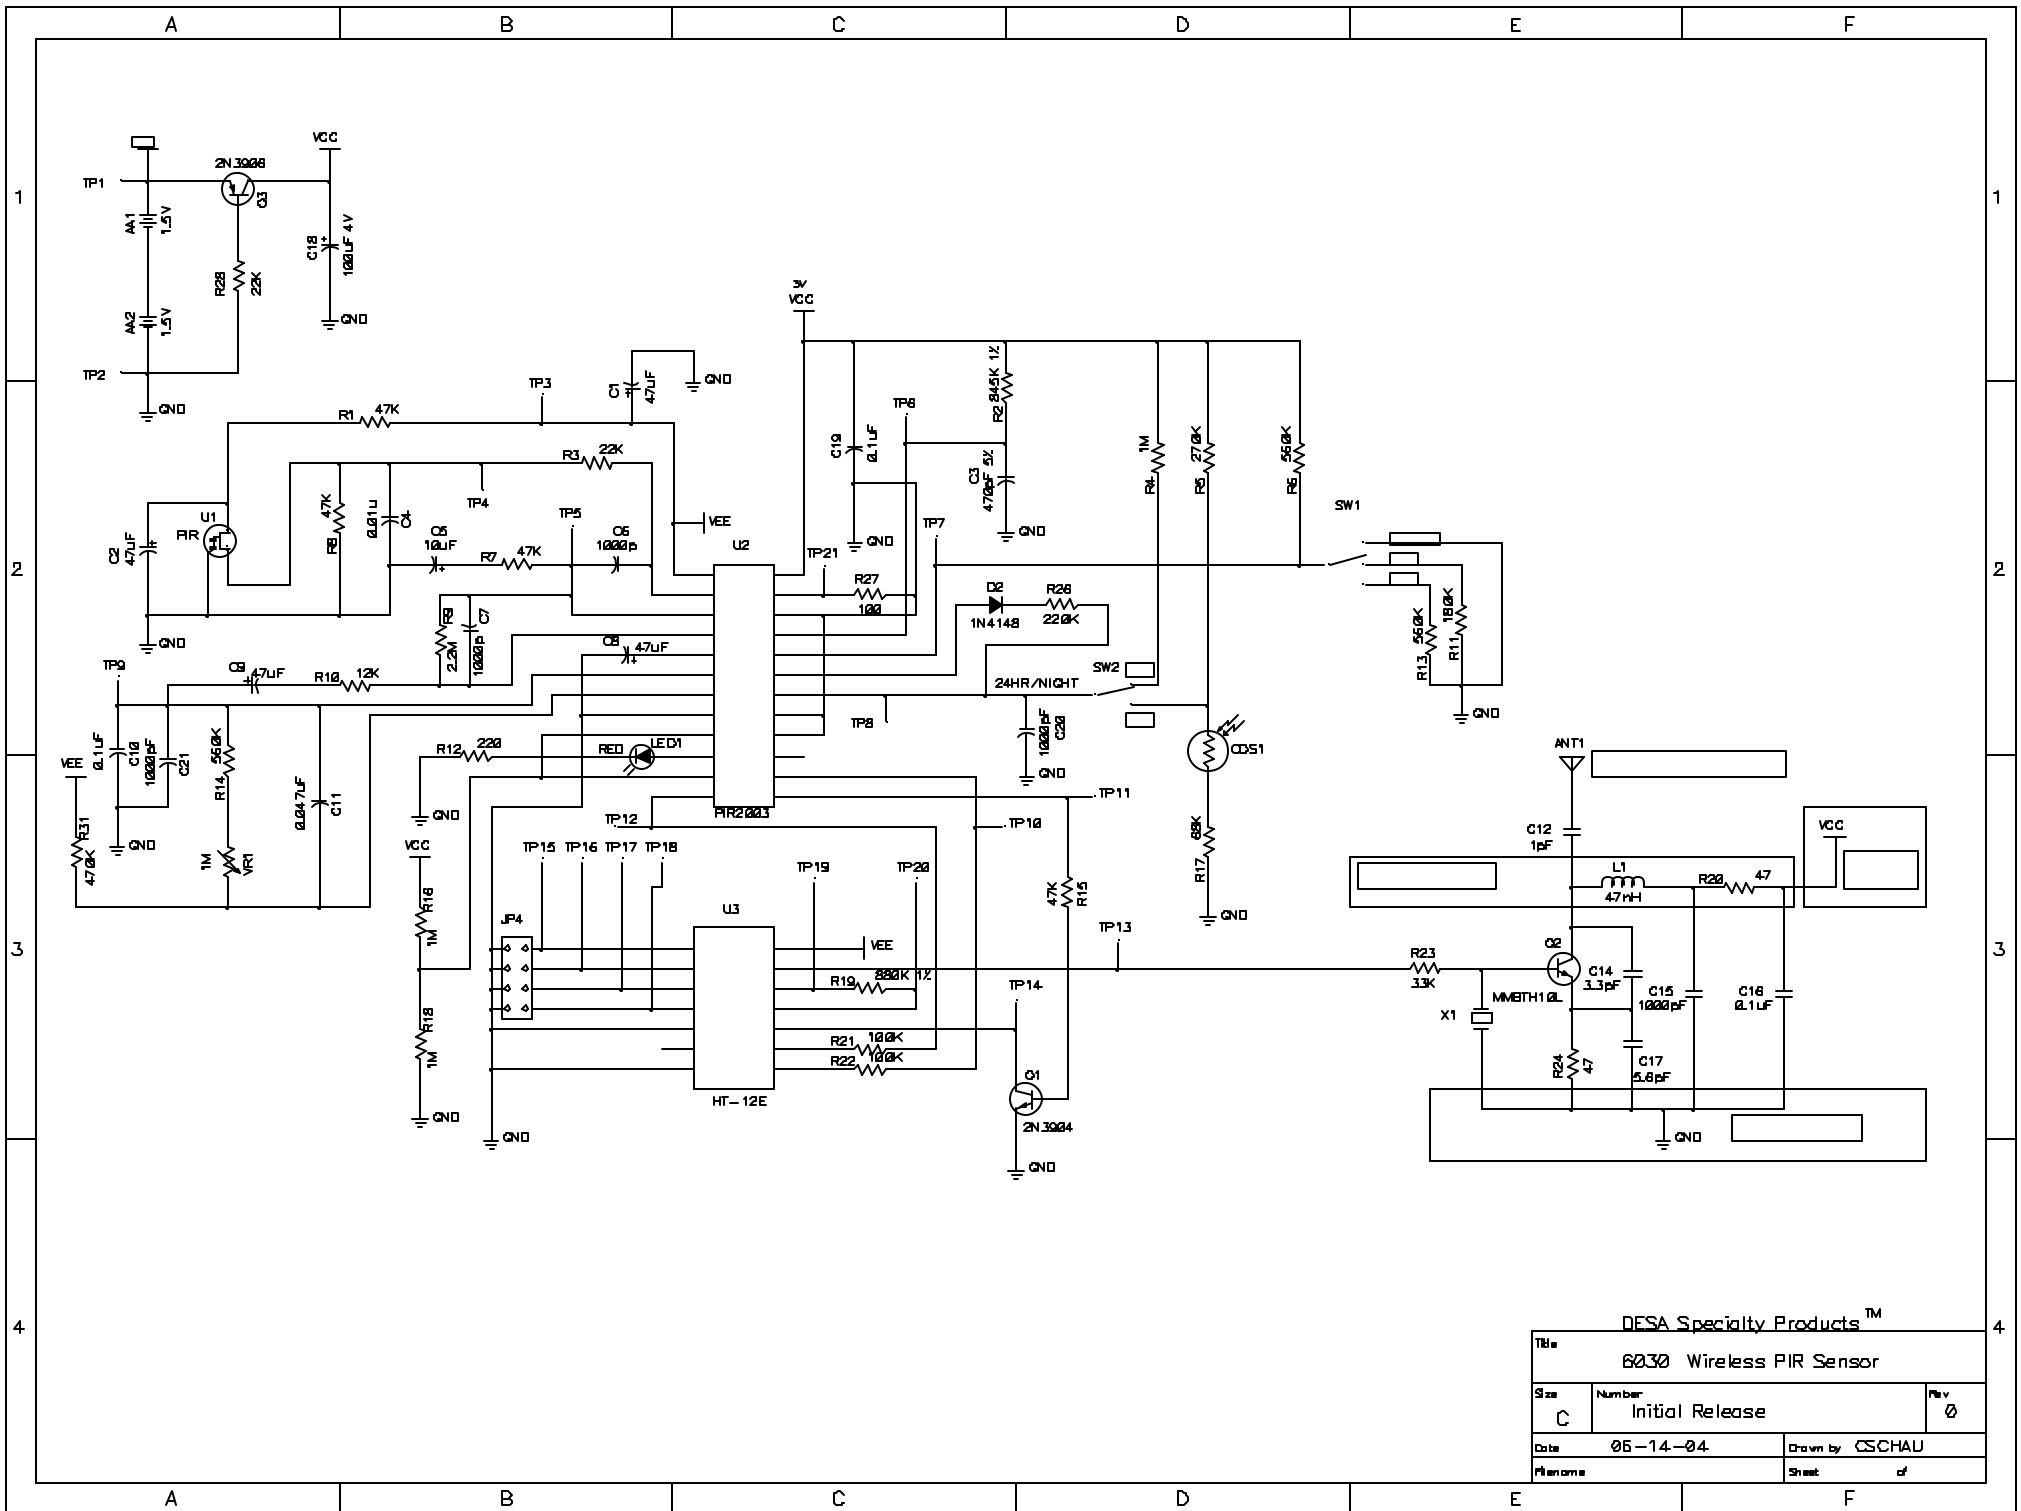 A B C D E F
1
VCC
2N3906
TP1
Q3
AA1
1.5V
C18
100uF 4V
R28
22K
AA2
1.5V
GND
TP2
GND
3V
VCC
C1
47uF
GND
TP3
R1
47K
R3
22K
TP4
TP5
TP6
R2
845K 1%
C19
0.1uF
C3
470pF 5%
GND
GND
1M
R4
270K
R5
560K
R6
SW1
2
U1
PIR
C2
47uF
GND
47K
R8
0.01u
C4
C5
10uF
R7
47K
C6
1000p
VEE
U2
TP7
TP21
R27
100
D2
1N4148
R26
220K
2.2M
C7
1000p
C8
47uF
TP9
C9
47uF
R10
12K
SW2
24HR/NIGHT
TP8
1000pF
C20
GND
CDS1
560K
R13
180K
R11
GND
0.1uF
C10
1000pF
C21
VEE
560K
R14
0.047uF
C11
R12
220
RED
LED1
GND
PIR2003
TP11
TP10
TP12
R31
470K
GND
1M
VR1
VCC
TP15 TP16 TP17 TP18
TP19
TP20
68K
R17
GND
47K
R15
ANT1
C12
1pF
VCC
L1
47nH
R20
47
3
R16
1M
JP4
U3
VEE
TP13
R19
1%
TP14
R23
33K
Q2
MMBTH10L
C14
3.3pF
C15
1000pF
C16
0.1uF
X1
R18
1M
R21
100K
R22
100K
R24
47
C17
5.6pF
GND
HT-12E
Q1
2N3904
GND
GND
GND
4
DESA Specialty Products™
Title
6030 Wireless PIR Sensor
Size
C
Number
Initial Release
Rev
0
Date
06-14-04
Drawn by CSCHAU
Filename
Sheet of
A B C D E F
1
2
3
4